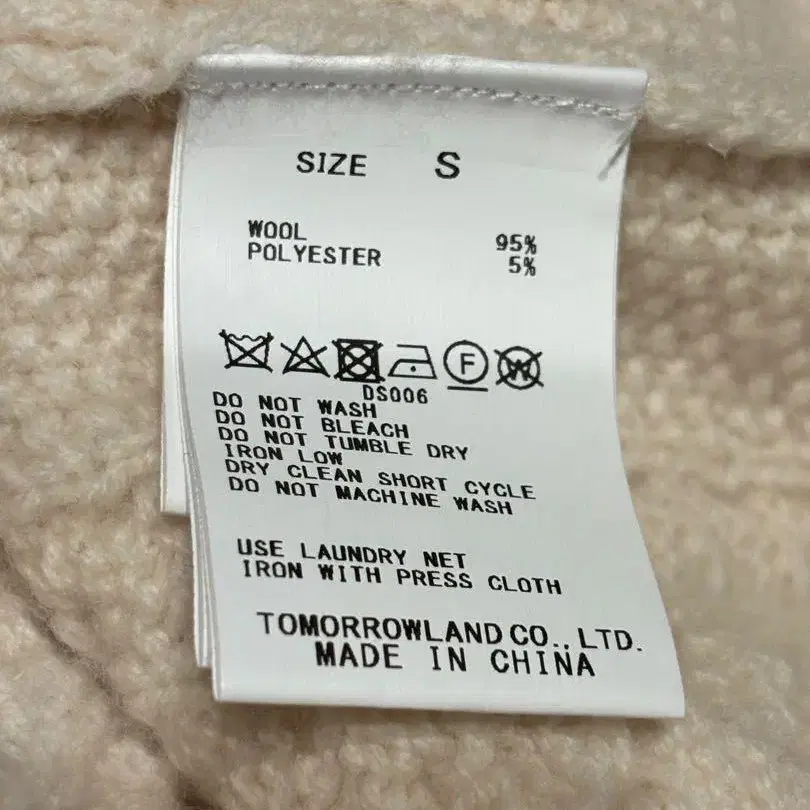 SIZE S
WOOL 95%
POLYESTER 5%
F W
DS006
DO NOT WASH
DO NOT BLEACH
DO NOT TUMBLE DRY
IRON LOW
DRY CLEAN SHORT CYCLE
DO NOT MACHINE WASH
USE LAUNDRY NET
IRON WITH PRESS CLOTH
TOMORROWLAND CO.,LTD.
MADE IN CHINA